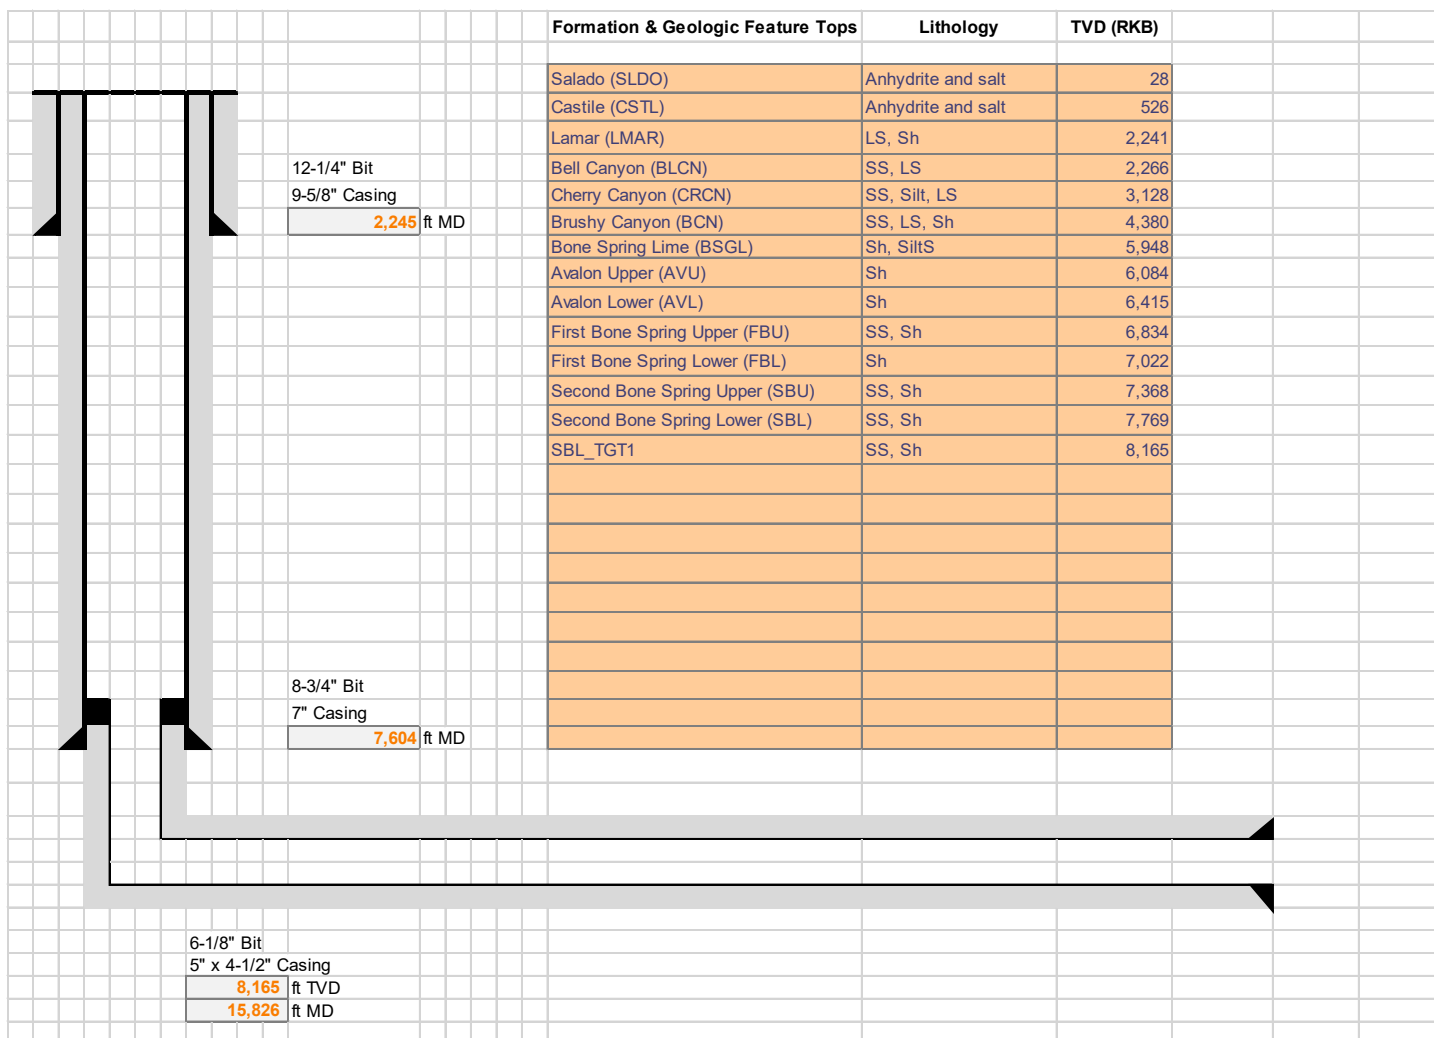 Formation & Geologic Feature Tops Lithology TVD (RKB)
Salado (SLDO) Anhydrite and salt 28
Castile (CSTL) Anhydrite and salt 526
Lamar (LMAR) LS, Sh 2,241
12-1/4" Bit Bell Canyon (BLCN) SS, LS 2,266
9-5/8" Casing Cherry Canyon (CRCN) SS, Silt, LS 3,128
2,245 ft MD Brushy Canyon (BCN) SS, LS, Sh 4,380
Bone Spring Lime (BSGL) Sh, SiltS 5,948
Avalon Upper (AVU) Sh 6,084
Avalon Lower (AVL) Sh 6,415
First Bone Spring Upper (FBU) SS, Sh 6,834
First Bone Spring Lower (FBL) Sh 7,022
Second Bone Spring Upper (SBU) SS, Sh 7,368
Second Bone Spring Lower (SBL) SS, Sh 7,769
SBL_TGT1 SS, Sh 8,165
8-3/4" Bit
7" Casing
7,604 ft MD
6-1/8" Bit
5" x 4-1/2" Casing
8,165 ft TVD
15,826 ft MD